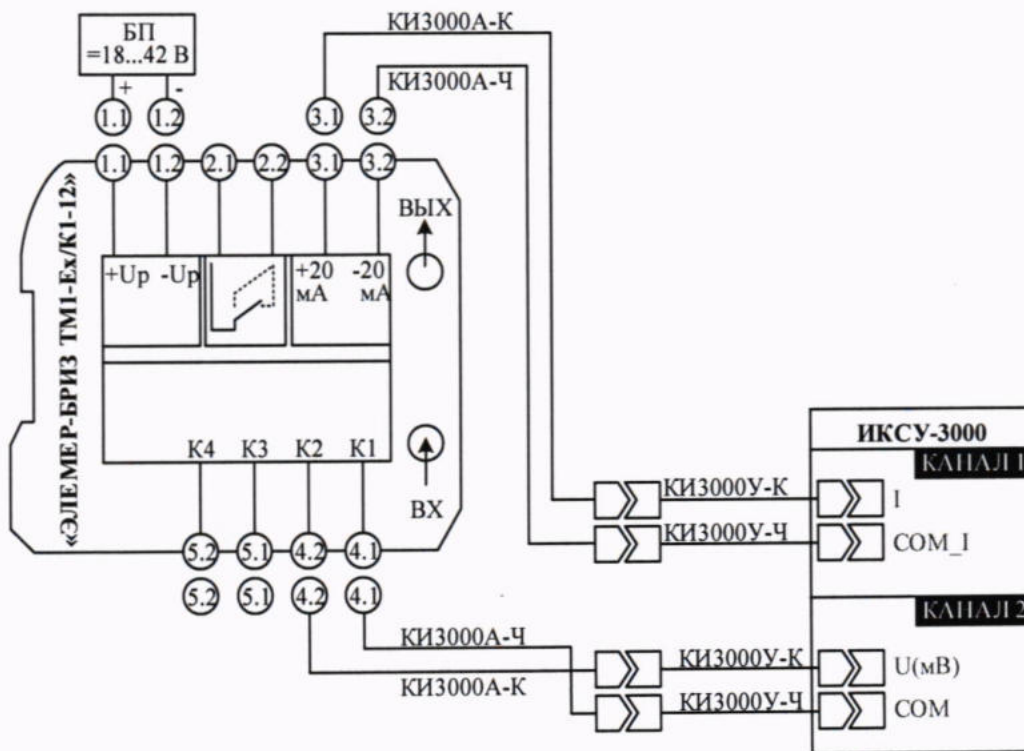 БП
=18...42 В
+ -
1.1 1.2 3.1 3.2
1.1 1.2 2.1 2.2 3.1 3.2
КИ3000А-К
КИ3000А-Ч
«ЭЛЕМЕР-БРИЗ ТМ1-Ex/К1-12»
ВЫХ
+Up -Up +20 -20
мА мА
К4 К3 К2 К1
ВХ
5.2 5.1 4.2 4.1
5.2 5.1 4.2 4.1
КИ3000А-Ч
КИ3000А-К
ИКСУ-3000
КАНАЛ 1
КИ3000У-К
I
КИ3000У-Ч
COM_I
КАНАЛ 2
КИ3000У-К
U(мВ)
КИ3000У-Ч
COM